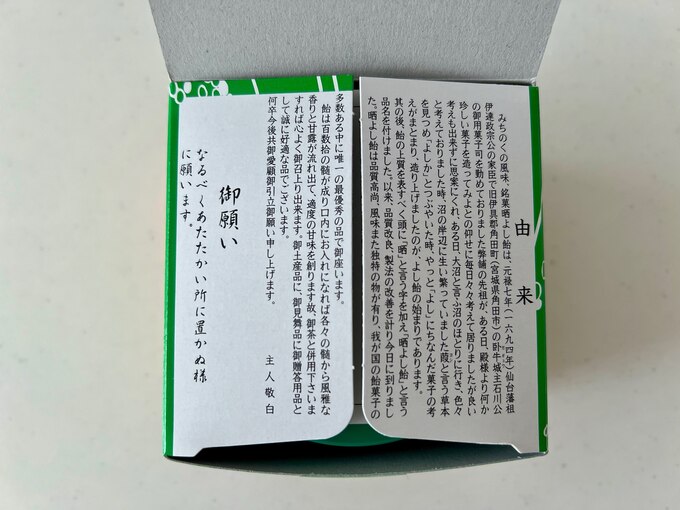 由来
みちのくの風味、銘菓晒よし飴は、元禄七年(一六九四年)仙台藩祖
伊達政宗公の家臣で旧伊具郡角田町(宮城県角田市)の臥牛城主石川公
の御用菓子司を勤めておりました弊舗の先祖が、ある日、殿様より何か
珍しい菓子を造ってみよとの仰せに毎日々々考えて居りましたが良い
考えも出来ずに思案にくれ、ある日、大沼と言ふ沼のほとりに行き、色々
と考えておりました時、沼の岸辺に生い繁っていました葭と言う草本
を見つめ「よしか」とつぶやいた時、やっと「よし」にちなんだ菓子の考
えがまとまり、造り上げましたのが、よし飴の始まりであります。
其の後、飴の上質を表すべく頭に「晒」と言う字を加え、「晒よし飴」と言う
品名を付けました。以来、品質改良、製法の改善を計り今日に到りまし
た。晒よし飴は品質高尚、風味また独特の物が有り、我が国の飴菓子の
多数ある中に唯一の最優秀の品で御座います。
飴は百数拾の髄が成り口内にお入れになれば各々の髄から風雅な
香りと甘露が流れ出て、適度の甘味を創ります故、御茶と併用下さいま
すれば心よく御召上り出来ます。御土産品に、御見舞品に御贈答用品と
して誠に好適な品でございます。
何卒今後共御愛顧御引立御願い申し上げます。
主人敬白
御願い
なるべくあたたかい所に置かぬ様
に願います。